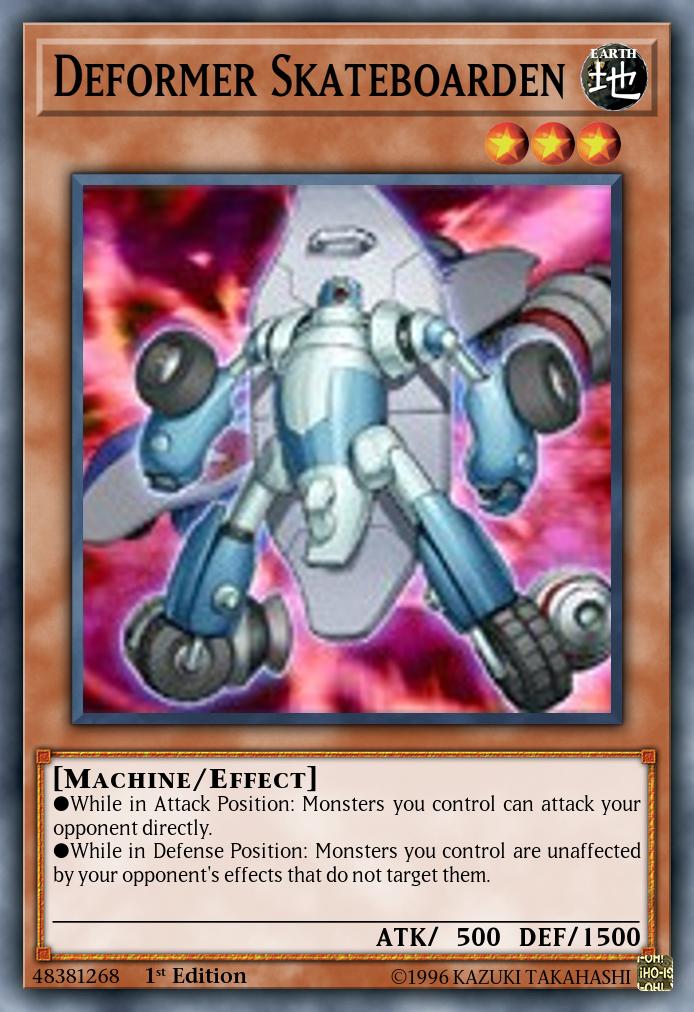 DEFORMER SKATEBOARDEN
EARTH
地
[MACHINE/EFFECT]
●While in Attack Position: Monsters you control can attack your
opponent directly.
●While in Defense Position: Monsters you control are unaffected
by your opponent's effects that do not target them.
ATK/ 500 DEF/1500
48381268 1st Edition ©1996 KAZUKI TAKAHASHI